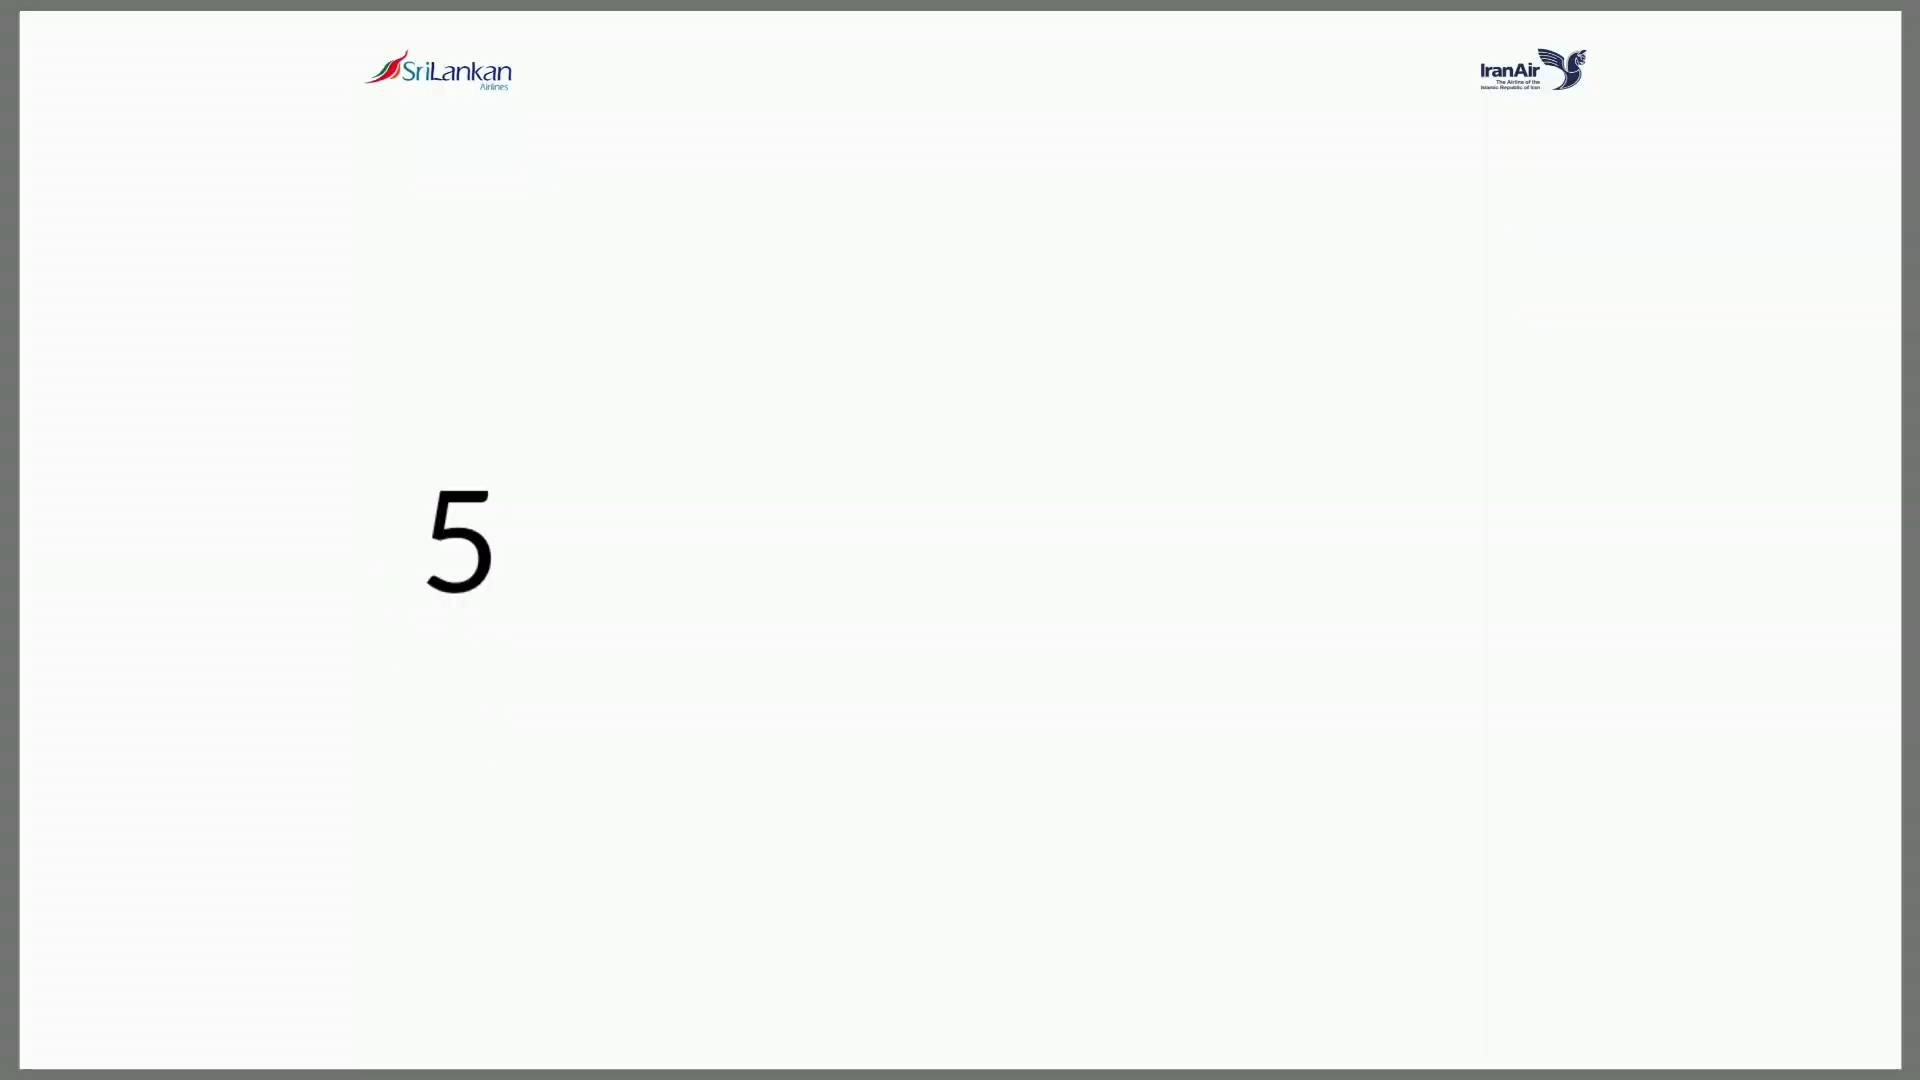 SriLankan
Airlines
IranAir
The Airline of the
Islamic Republic of Iran
5